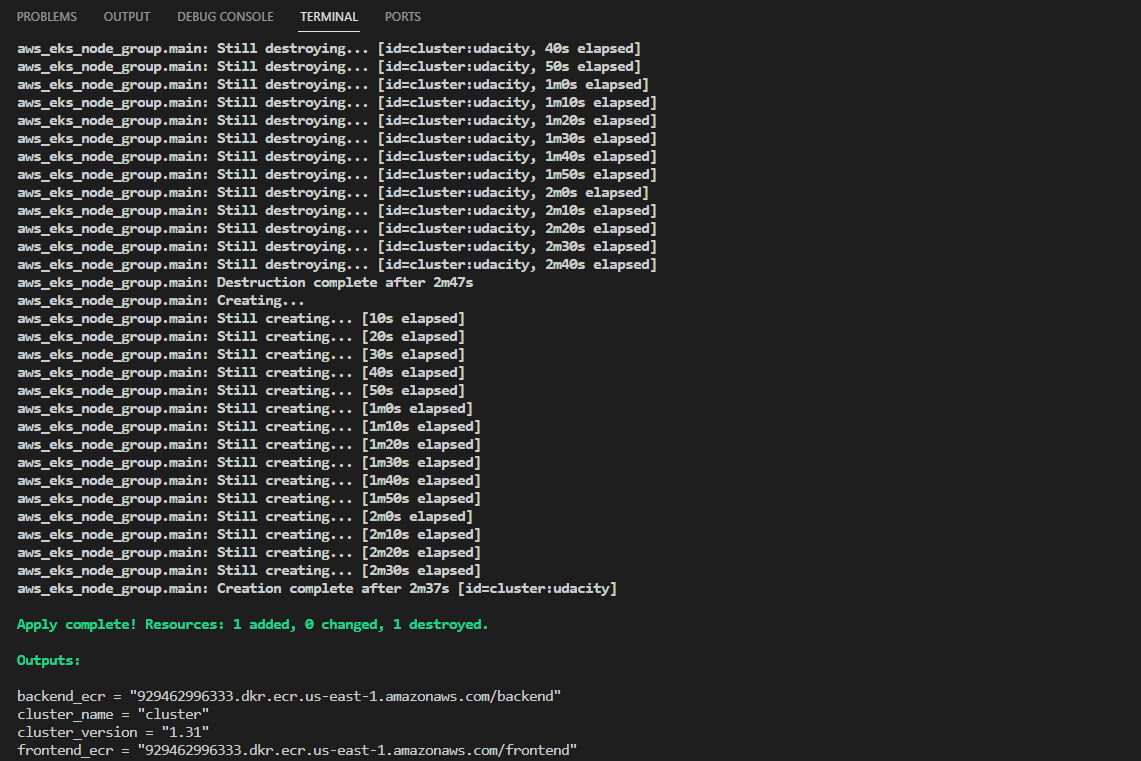 PROBLEMS OUTPUT DEBUG CONSOLE TERMINAL PORTS
aws_eks_node_group.main: Still destroying... [id=cluster:udacity, 40s elapsed]
aws_eks_node_group.main: Still destroying... [id=cluster:udacity, 50s elapsed]
aws_eks_node_group.main: Still destroying... [id=cluster:udacity, 1m0s elapsed]
aws_eks_node_group.main: Still destroying... [id=cluster:udacity, 1m10s elapsed]
aws_eks_node_group.main: Still destroying... [id=cluster:udacity, 1m20s elapsed]
aws_eks_node_group.main: Still destroying... [id=cluster:udacity, 1m30s elapsed]
aws_eks_node_group.main: Still destroying... [id=cluster:udacity, 1m40s elapsed]
aws_eks_node_group.main: Still destroying... [id=cluster:udacity, 1m50s elapsed]
aws_eks_node_group.main: Still destroying... [id=cluster:udacity, 2m0s elapsed]
aws_eks_node_group.main: Still destroying... [id=cluster:udacity, 2m10s elapsed]
aws_eks_node_group.main: Still destroying... [id=cluster:udacity, 2m20s elapsed]
aws_eks_node_group.main: Still destroying... [id=cluster:udacity, 2m30s elapsed]
aws_eks_node_group.main: Still destroying... [id=cluster:udacity, 2m40s elapsed]
aws_eks_node_group.main: Destruction complete after 2m47s
aws_eks_node_group.main: Creating...
aws_eks_node_group.main: Still creating... [10s elapsed]
aws_eks_node_group.main: Still creating... [20s elapsed]
aws_eks_node_group.main: Still creating... [30s elapsed]
aws_eks_node_group.main: Still creating... [40s elapsed]
aws_eks_node_group.main: Still creating... [50s elapsed]
aws_eks_node_group.main: Still creating... [1m0s elapsed]
aws_eks_node_group.main: Still creating... [1m10s elapsed]
aws_eks_node_group.main: Still creating... [1m20s elapsed]
aws_eks_node_group.main: Still creating... [1m30s elapsed]
aws_eks_node_group.main: Still creating... [1m40s elapsed]
aws_eks_node_group.main: Still creating... [1m50s elapsed]
aws_eks_node_group.main: Still creating... [2m0s elapsed]
aws_eks_node_group.main: Still creating... [2m10s elapsed]
aws_eks_node_group.main: Still creating... [2m20s elapsed]
aws_eks_node_group.main: Still creating... [2m30s elapsed]
aws_eks_node_group.main: Creation complete after 2m37s [id=cluster:udacity]
Apply complete! Resources: 1 added, 0 changed, 1 destroyed.
Outputs:
backend_ecr = "929462996333.dkr.ecr.us-east-1.amazonaws.com/backend"
cluster_name = "cluster"
cluster_version = "1.31"
frontend_ecr = "929462996333.dkr.ecr.us-east-1.amazonaws.com/frontend"